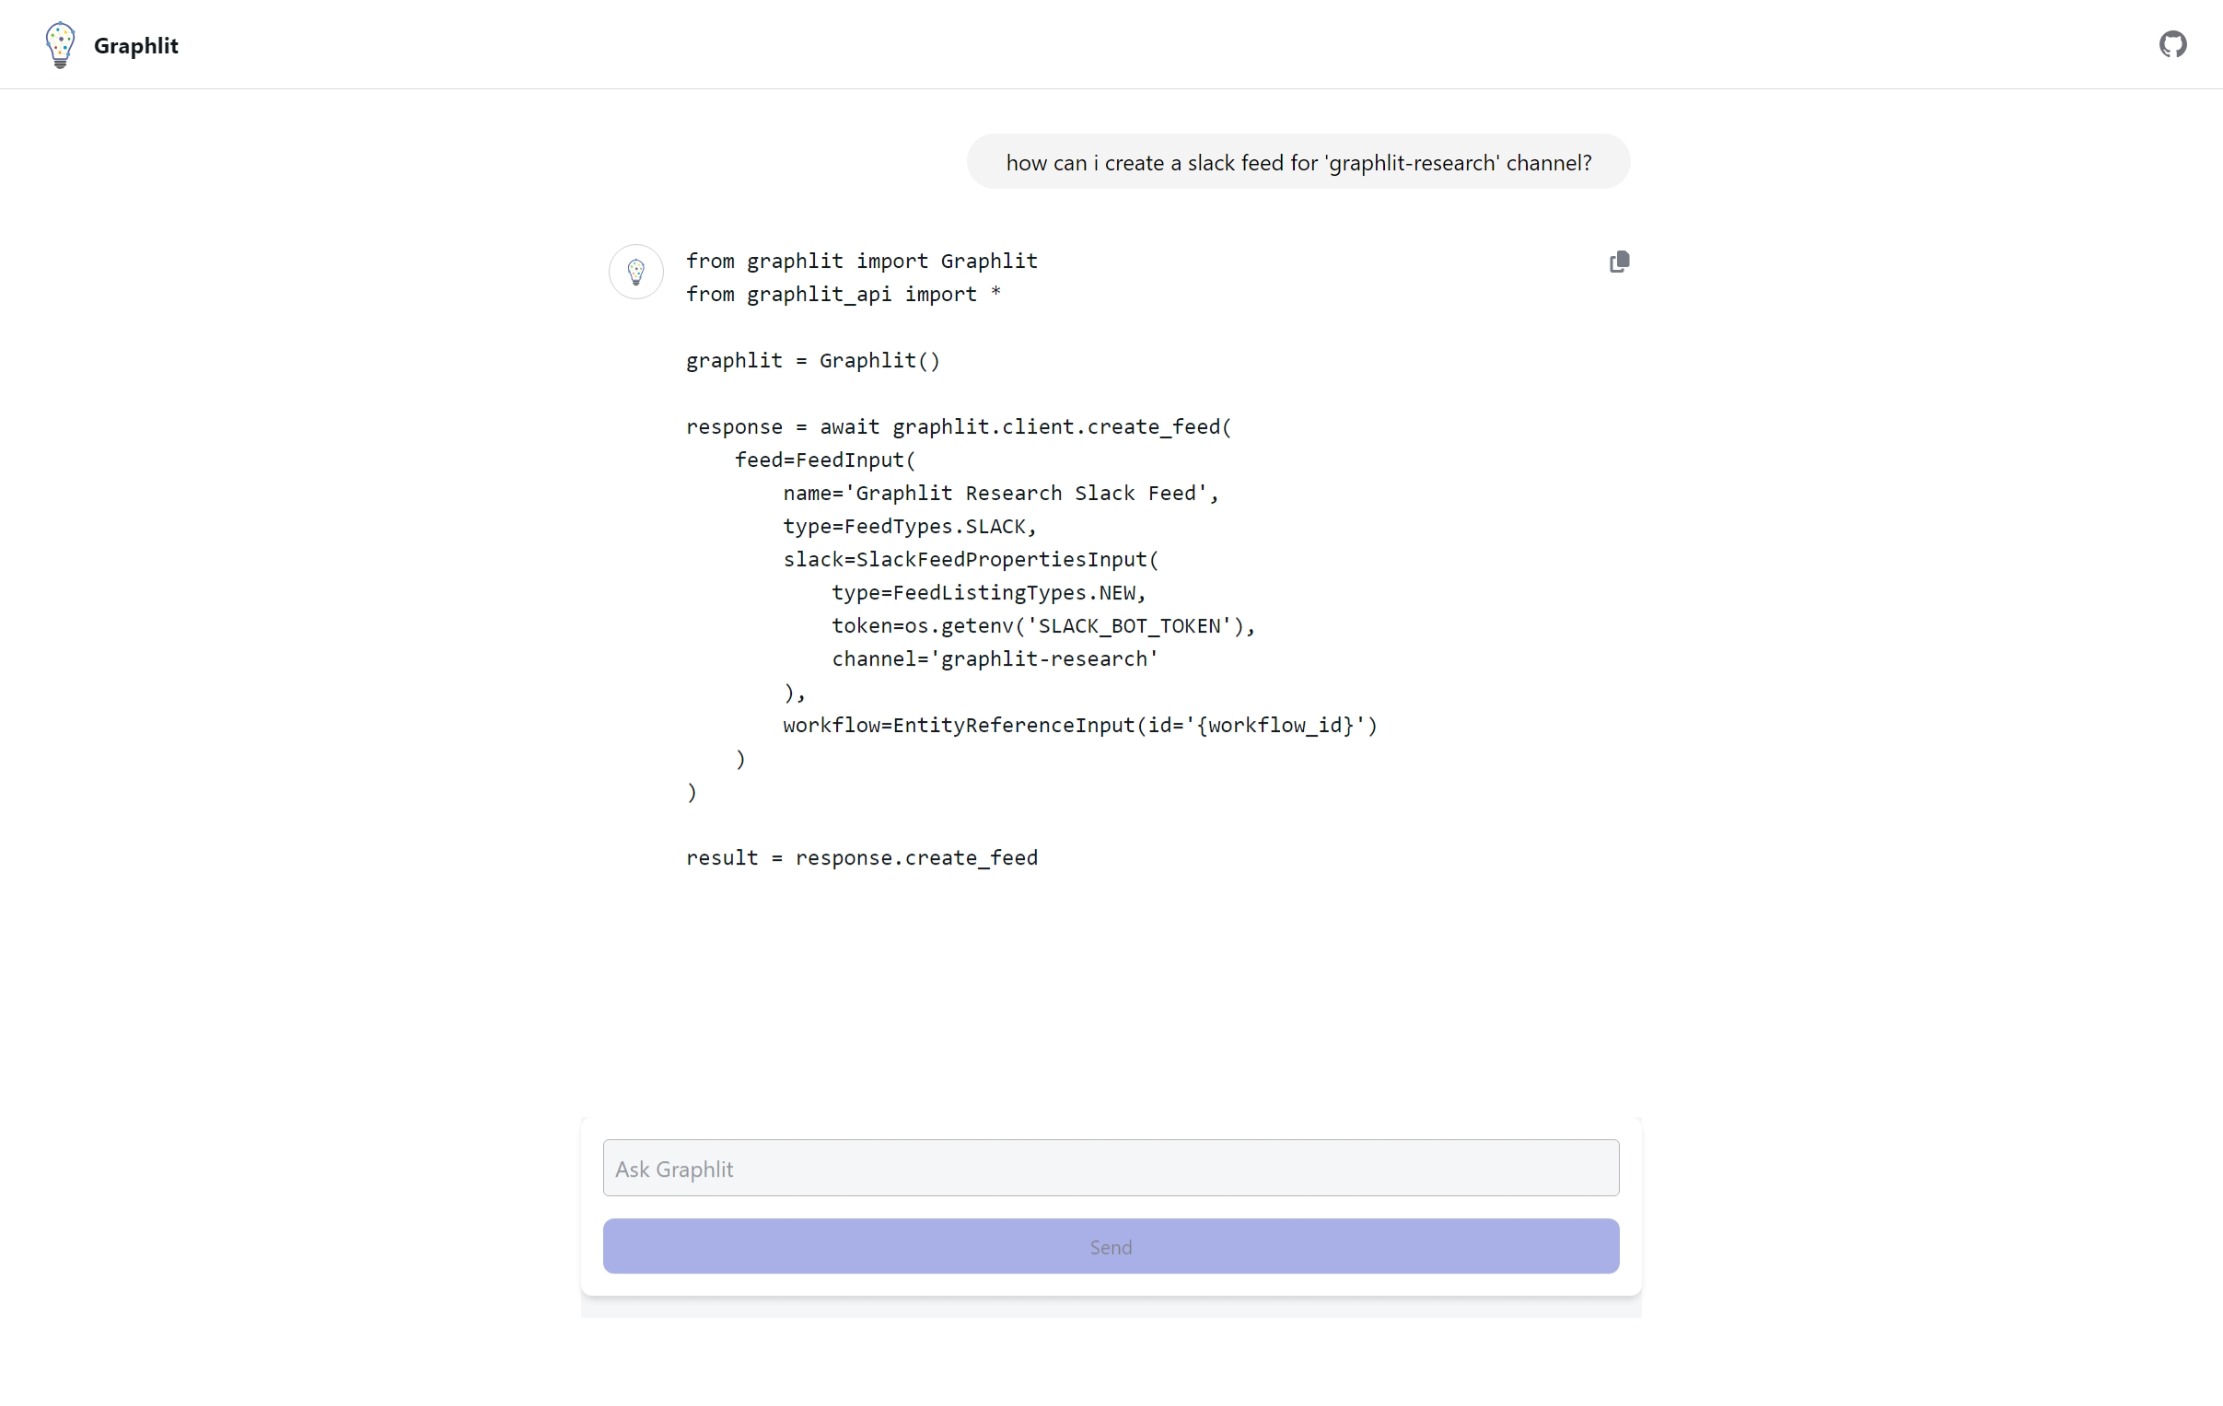 Graphlit
how can i create a slack feed for 'graphlit-research' channel?
from graphlit import Graphlit
from graphlit_api import *
graphlit = Graphlit()
response = await graphlit.client.create_feed(
    feed=FeedInput(
        name='Graphlit Research Slack Feed',
        type=FeedTypes.SLACK,
        slack=SlackFeedPropertiesInput(
            type=FeedListingTypes.NEW,
            token=os.getenv('SLACK_BOT_TOKEN'),
            channel='graphlit-research'
        ),
        workflow=EntityReferenceInput(id='{workflow_id}')
    )
)
result = response.create_feed
Ask Graphlit
Send